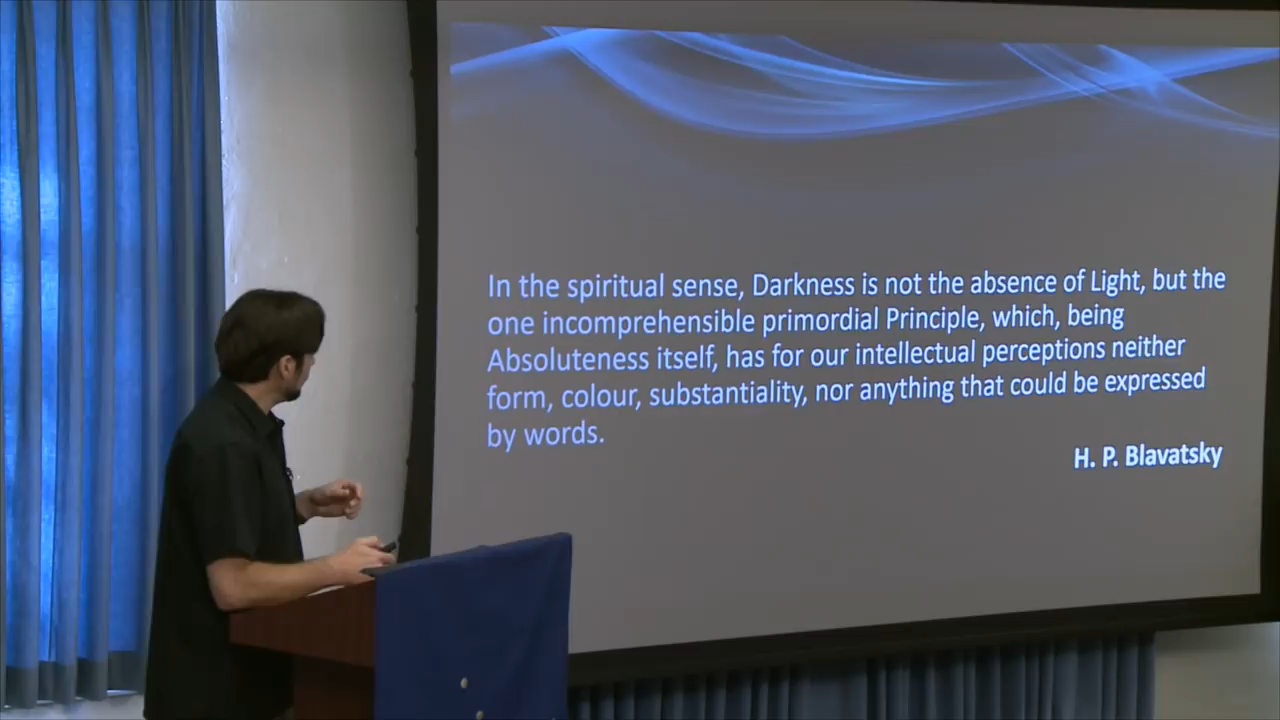 In the spiritual sense, Darkness is not the absence of Light, but the
one incomprehensible primordial Principle, which, being
Absoluteness itself, has for our intellectual perceptions neither
form, colour, substantiality, nor anything that could be expressed
by words.
H. P. Blavatsky